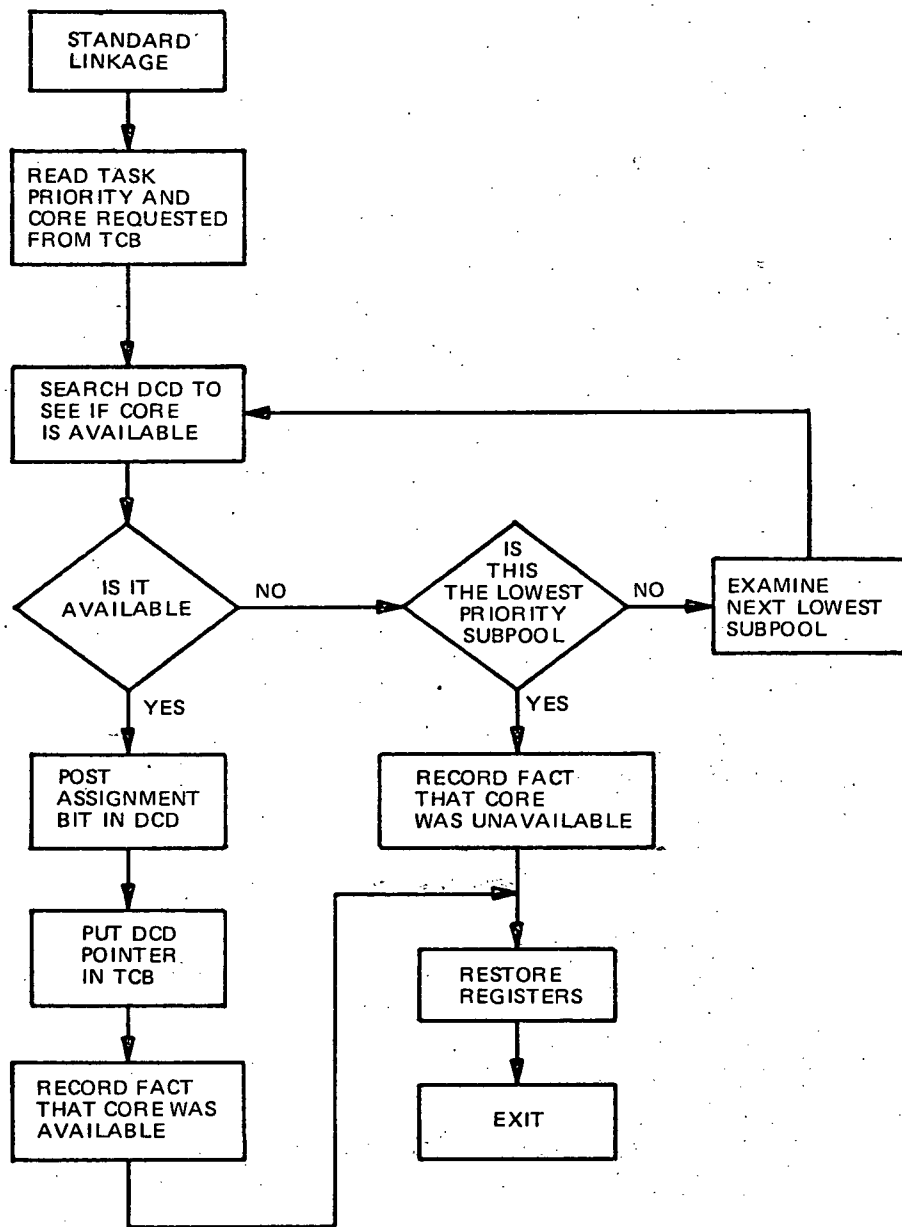 STANDARD
LINKAGE
READ TASK
PRIORITY AND
CORE REQUESTED
FROM TCB
SEARCH DCD TO
SEE IF CORE
IS AVAILABLE
IS IT
AVAILABLE
NO
IS
THIS
THE LOWEST
PRIORITY
SUBPOOL
NO
EXAMINE
NEXT LOWEST
SUBPOOL
YES
YES
POST
ASSIGNMENT
BIT IN DCD
RECORD FACT
THAT CORE
WAS UNAVAILABLE
PUT DCD
POINTER
IN TCB
RESTORE
REGISTERS
RECORD FACT
THAT CORE WAS
AVAILABLE
EXIT